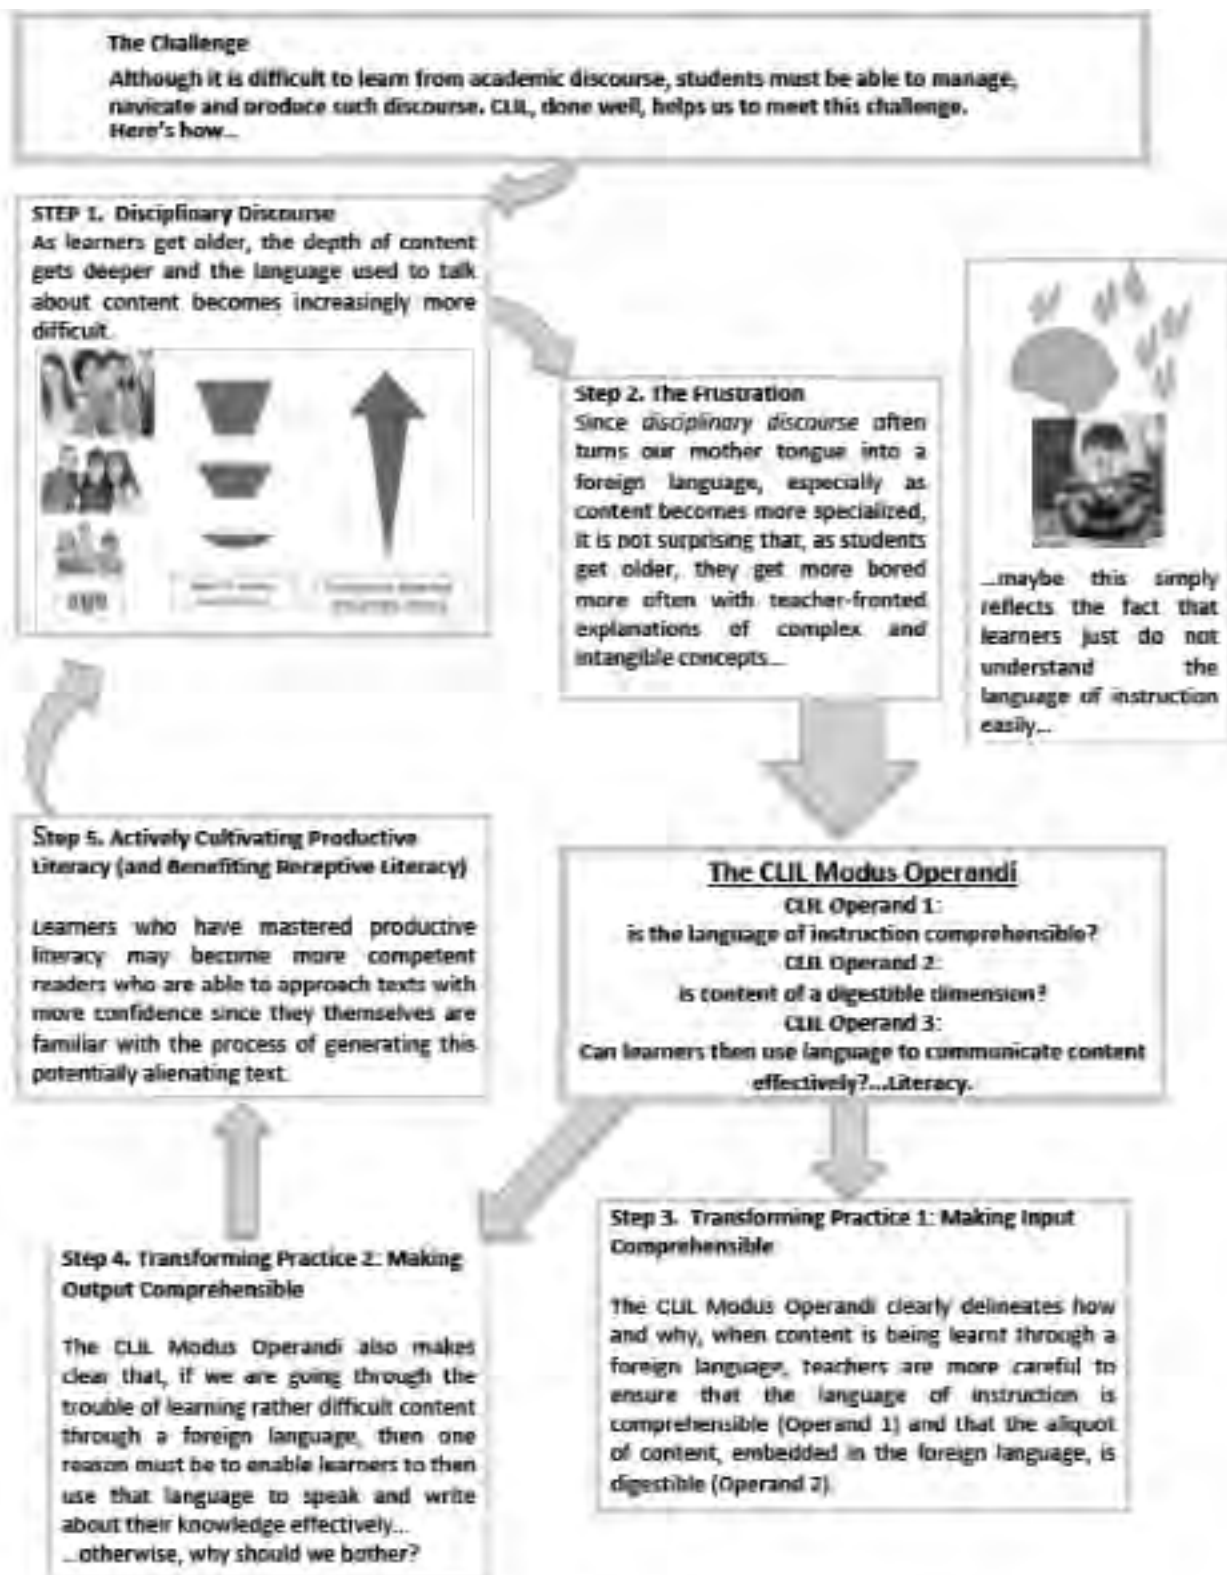 The Challenge
Although it is difficult to learn from academic discourse, students must be able to manage,
navigate and produce such discourse. CLIL, done well, helps us to meet this challenge.
Here's how...
STEP 1. Disciplinary Discourse
As learners get older, the depth of content
gets deeper and the language used to talk
about content becomes increasingly more
difficult.
age
Step 2. The Frustration
Since disciplinary discourse often
turns our mother tongue into a
foreign language, especially as
content becomes more specialized,
it is not surprising that, as students
get older, they get more bored
more often with teacher-fronted
explanations of complex and
intangible concepts...
...maybe this simply
reflects the fact that
learners just do not
understand the
language of instruction
easily...
The CLIL Modus Operandi
CLIL Operand 1:
is the language of instruction comprehensible?
CLIL Operand 2:
Is content of a digestible dimension?
CLIL Operand 3:
Can learners then use language to communicate content
effectively?...Literacy.
Step 3. Transforming Practice 1: Making Input
Comprehensible
The CLIL Modus Operandi clearly delineates how
and why, when content is being learnt through a
foreign language, teachers are more careful to
ensure that the language of instruction is
comprehensible (Operand 1) and that the aliquot
of content, embedded in the foreign language, is
digestible (Operand 2).
Step 4. Transforming Practice 2: Making
Output Comprehensible
The CLIL Modus Operandi also makes
clear that, if we are going through the
trouble of learning rather difficult content
through a foreign language, then one
reason must be to enable learners to then
use that language to speak and write
about their knowledge effectively...
...otherwise, why should we bother?
Step 5. Actively Cultivating Productive
Literacy (and Benefiting Receptive Literacy)
Learners who have mastered productive
literacy may become more competent
readers who are able to approach texts with
more confidence since they themselves are
familiar with the process of generating this
potentially alienating text.